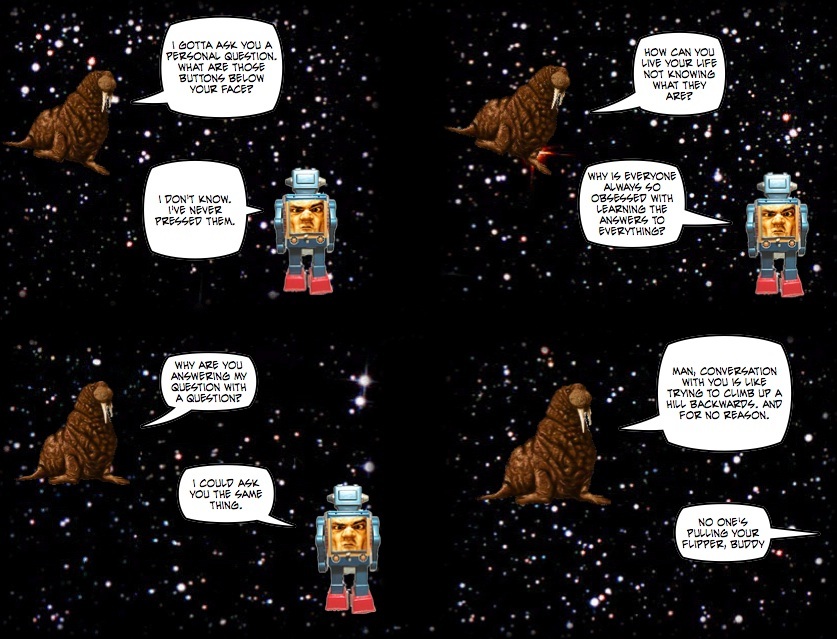 I GOTTA ASK YOU A
PERSONAL QUESTION.
WHAT ARE THOSE
BUTTONS BELOW
YOUR FACE?
I DON'T KNOW.
I'VE NEVER
PRESSED THEM.
HOW CAN YOU
LIVE YOUR LIFE
NOT KNOWING
WHAT THEY
ARE?
WHY IS EVERYONE
ALWAYS SO
OBSESSED WITH
LEARNING THE
ANSWERS TO
EVERYTHING?
WHY ARE YOU
ANSWERING MY
QUESTION WITH
A QUESTION?
I COULD ASK
YOU THE SAME
THING.
MAN, CONVERSATION
WITH YOU IS LIKE
TRYING TO CLIMB UP A
HILL BACKWARDS. AND
FOR NO REASON.
NO ONE'S
PULLING YOUR
FLIPPER, BUDDY